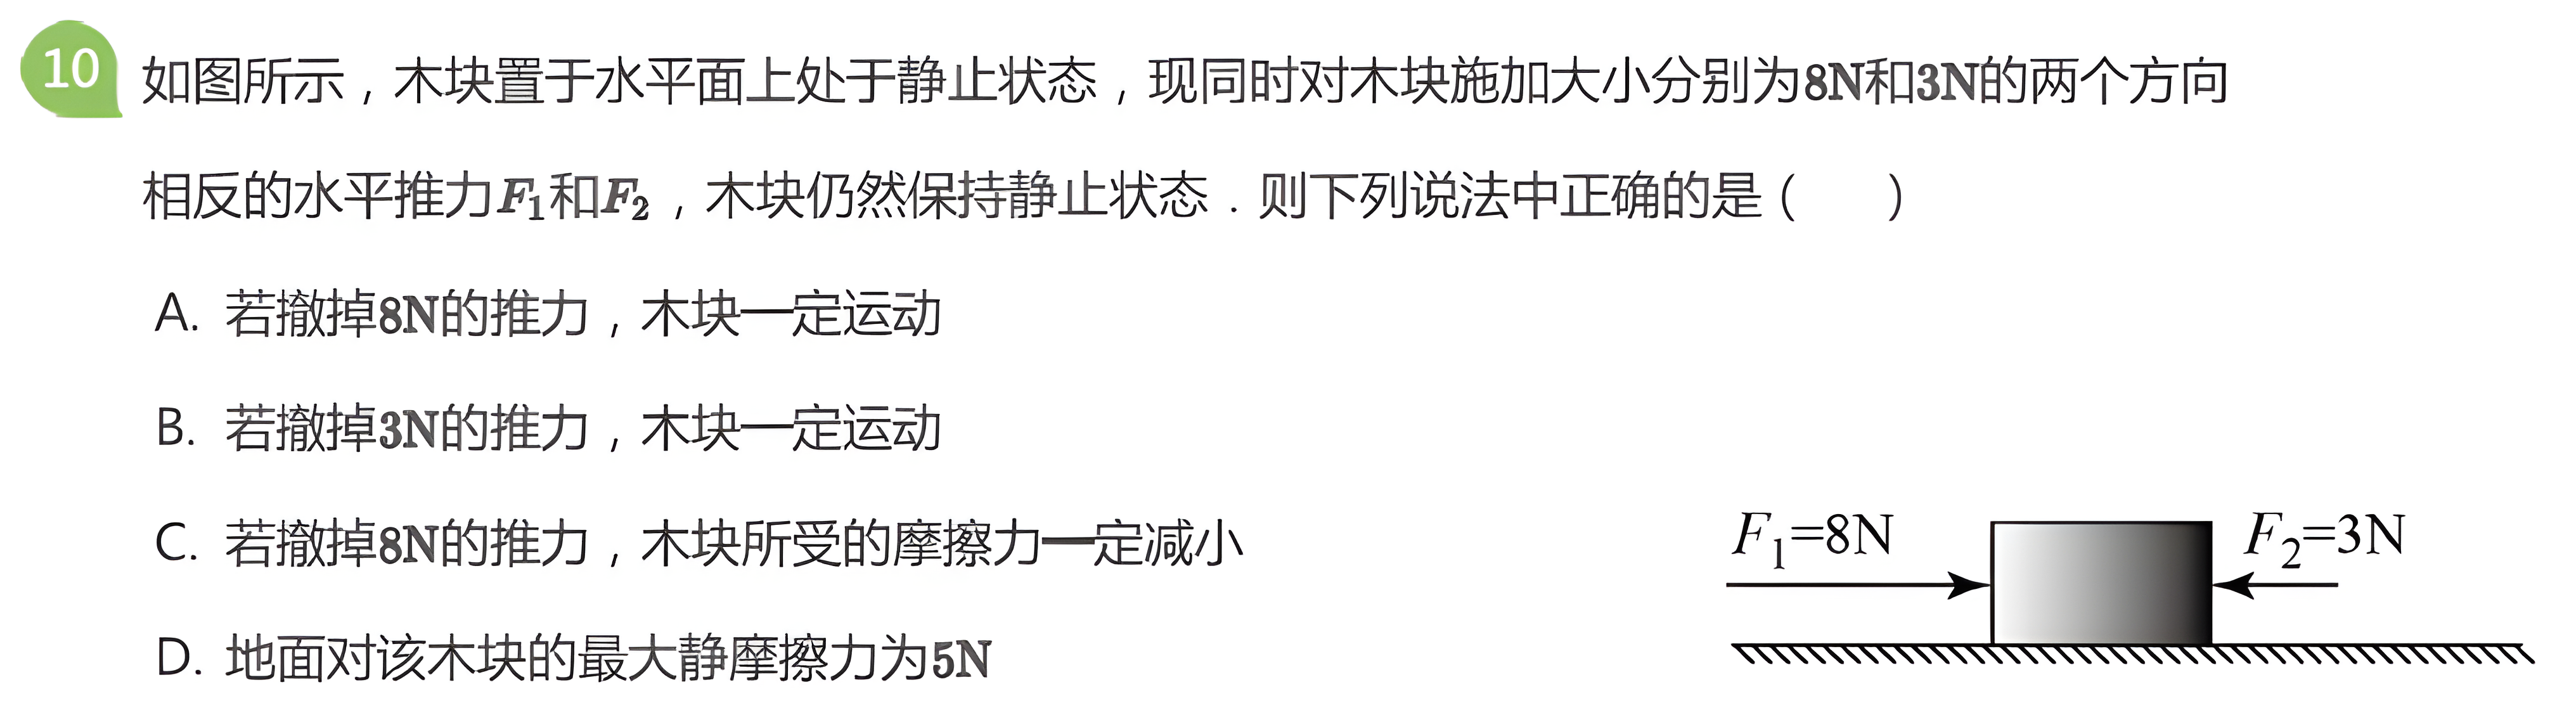 10 如图所示，木块置于水平面上处于静止状态，现同时对木块施加大小分别为8N和3N的两个方向
相反的水平推力F₁和F₂，木块仍然保持静止状态．则下列说法中正确的是（　　）
A. 若撤掉8N的推力，木块一定运动
B. 若撤掉3N的推力，木块一定运动
C. 若撤掉8N的推力，木块所受的摩擦力一定减小
D. 地面对该木块的最大静摩擦力为5N
F₁=8N F₂=3N